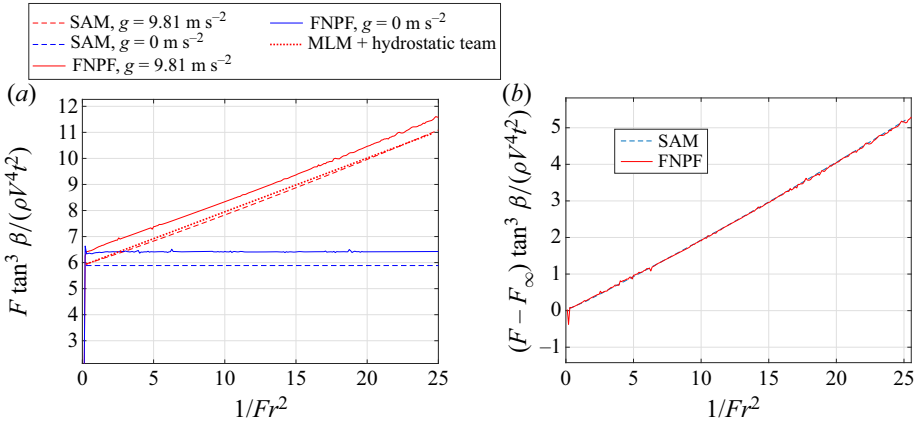 SAM, g = 9.81 m s⁻²
SAM, g = 0 m s⁻²
FNPF, g = 9.81 m s⁻²
FNPF, g = 0 m s⁻²
MLM + hydrostatic team
(a)
12
11
10
9
8
7
6
5
4
3
0
5
10
15
20
25
1/Fr²
F tan³ β/(ρV⁴t²)
(b)
SAM
FNPF
5
4
3
2
1
0
−1
0
5
10
15
20
25
1/Fr²
(F − F∞) tan³ β/(ρV⁴t²)